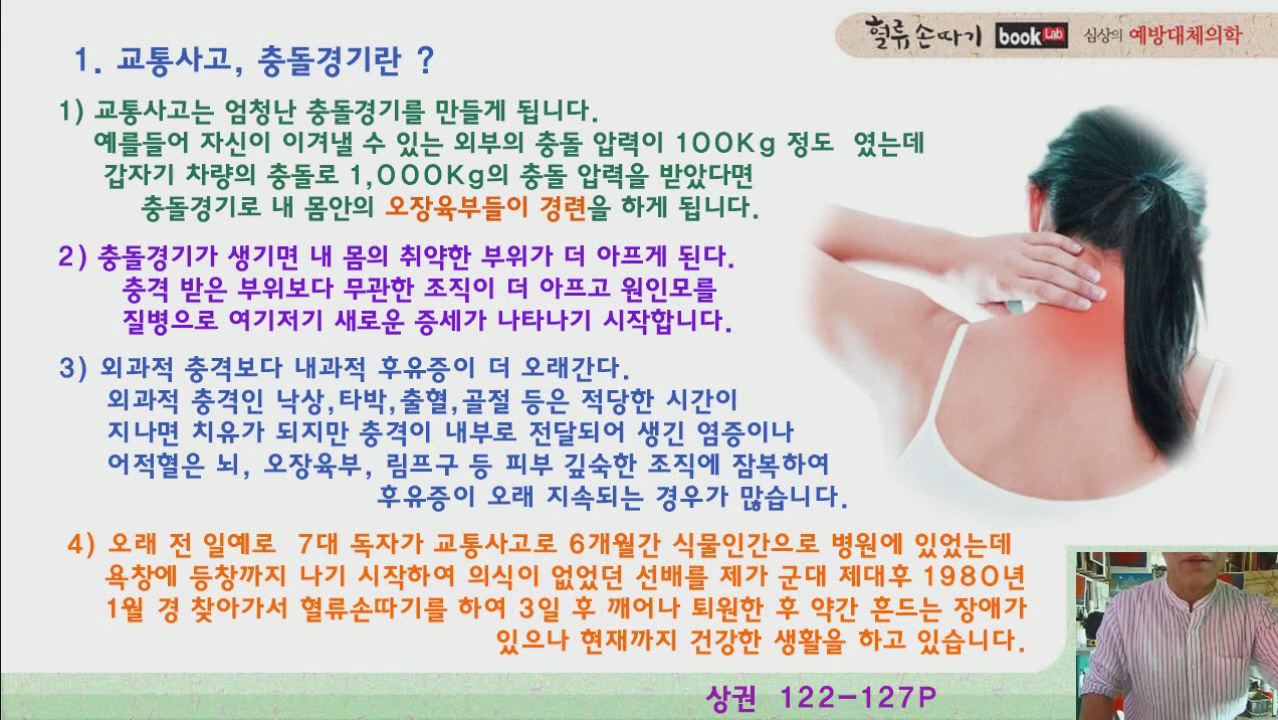 혈류 손따기 book Lab 심상의 예방대체의학
1. 교통사고, 충돌경기란 ?
1) 교통사고는 엄청난 충돌경기를 만들게 됩니다.
예를들어 자신이 이겨낼 수 있는 외부의 충돌 압력이 100Kg 정도 였는데
갑자기 차량의 충돌로 1,000Kg의 충돌 압력을 받았다면
충돌경기로 내 몸안의 오장육부들이 경련을 하게 됩니다.
2) 충돌경기가 생기면 내 몸의 취약한 부위가 더 아프게 된다.
충격 받은 부위보다 무관한 조직이 더 아프고 원인모를
질병으로 여기저기 새로운 증세가 나타나기 시작합니다.
3) 외과적 충격보다 내과적 후유증이 더 오래간다.
외과적 충격인 낙상,타박,출혈,골절 등은 적당한 시간이
지나면 치유가 되지만 충격이 내부로 전달되어 생긴 염증이나
어적혈은 뇌, 오장육부, 림프구 등 피부 깊숙한 조직에 잠복하여
후유증이 오래 지속되는 경우가 많습니다.
4) 오래 전 일예로 7대 독자가 교통사고로 6개월간 식물인간으로 병원에 있었는데
욕창에 등창까지 나기 시작하여 의식이 없었던 선배를 제가 군대 제대후 1980년
1월 경 찾아가서 혈류손따기를 하여 3일 후 깨어나 퇴원한 후 약간 흔드는 장애가
있으나 현재까지 건강한 생활을 하고 있습니다.
상권 122-127P